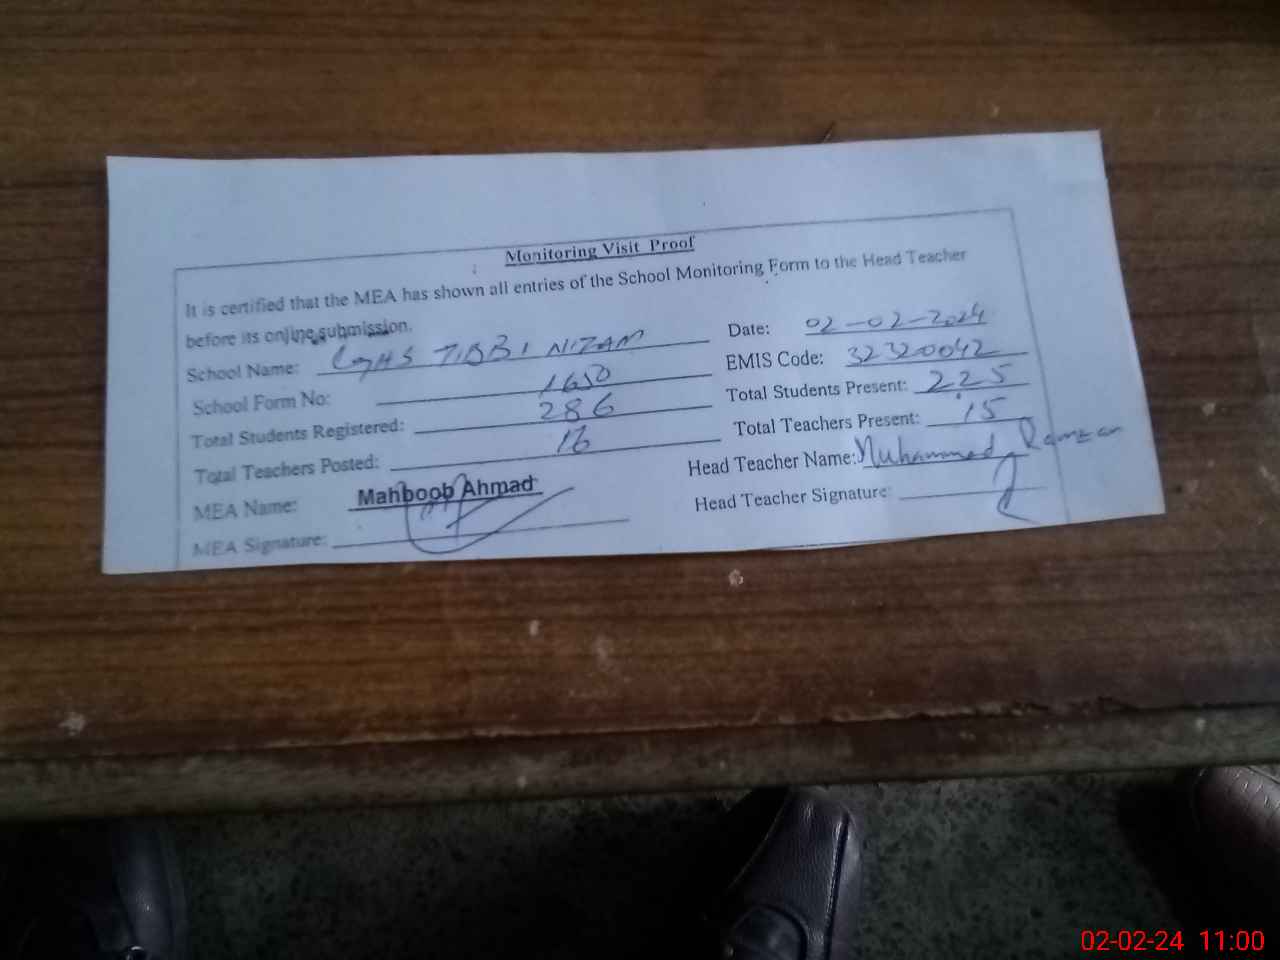 Monitoring Visit Proof
It is certified that the MEA has shown all entries of the School Monitoring Form to the Head Teacher
before its online submission.
School Name: GHS TIBBI NIZAM Date: 02-02-2024
School Form No: 1650 EMIS Code: 32320042
Total Students Registered: 286 Total Students Present: 225
Total Teachers Posted: 16 Total Teachers Present: 15
MEA Name: Mahboob Ahmad Head Teacher Name: Muhammad Ramzan
MEA Signature: Head Teacher Signature:
02-02-24 11:00